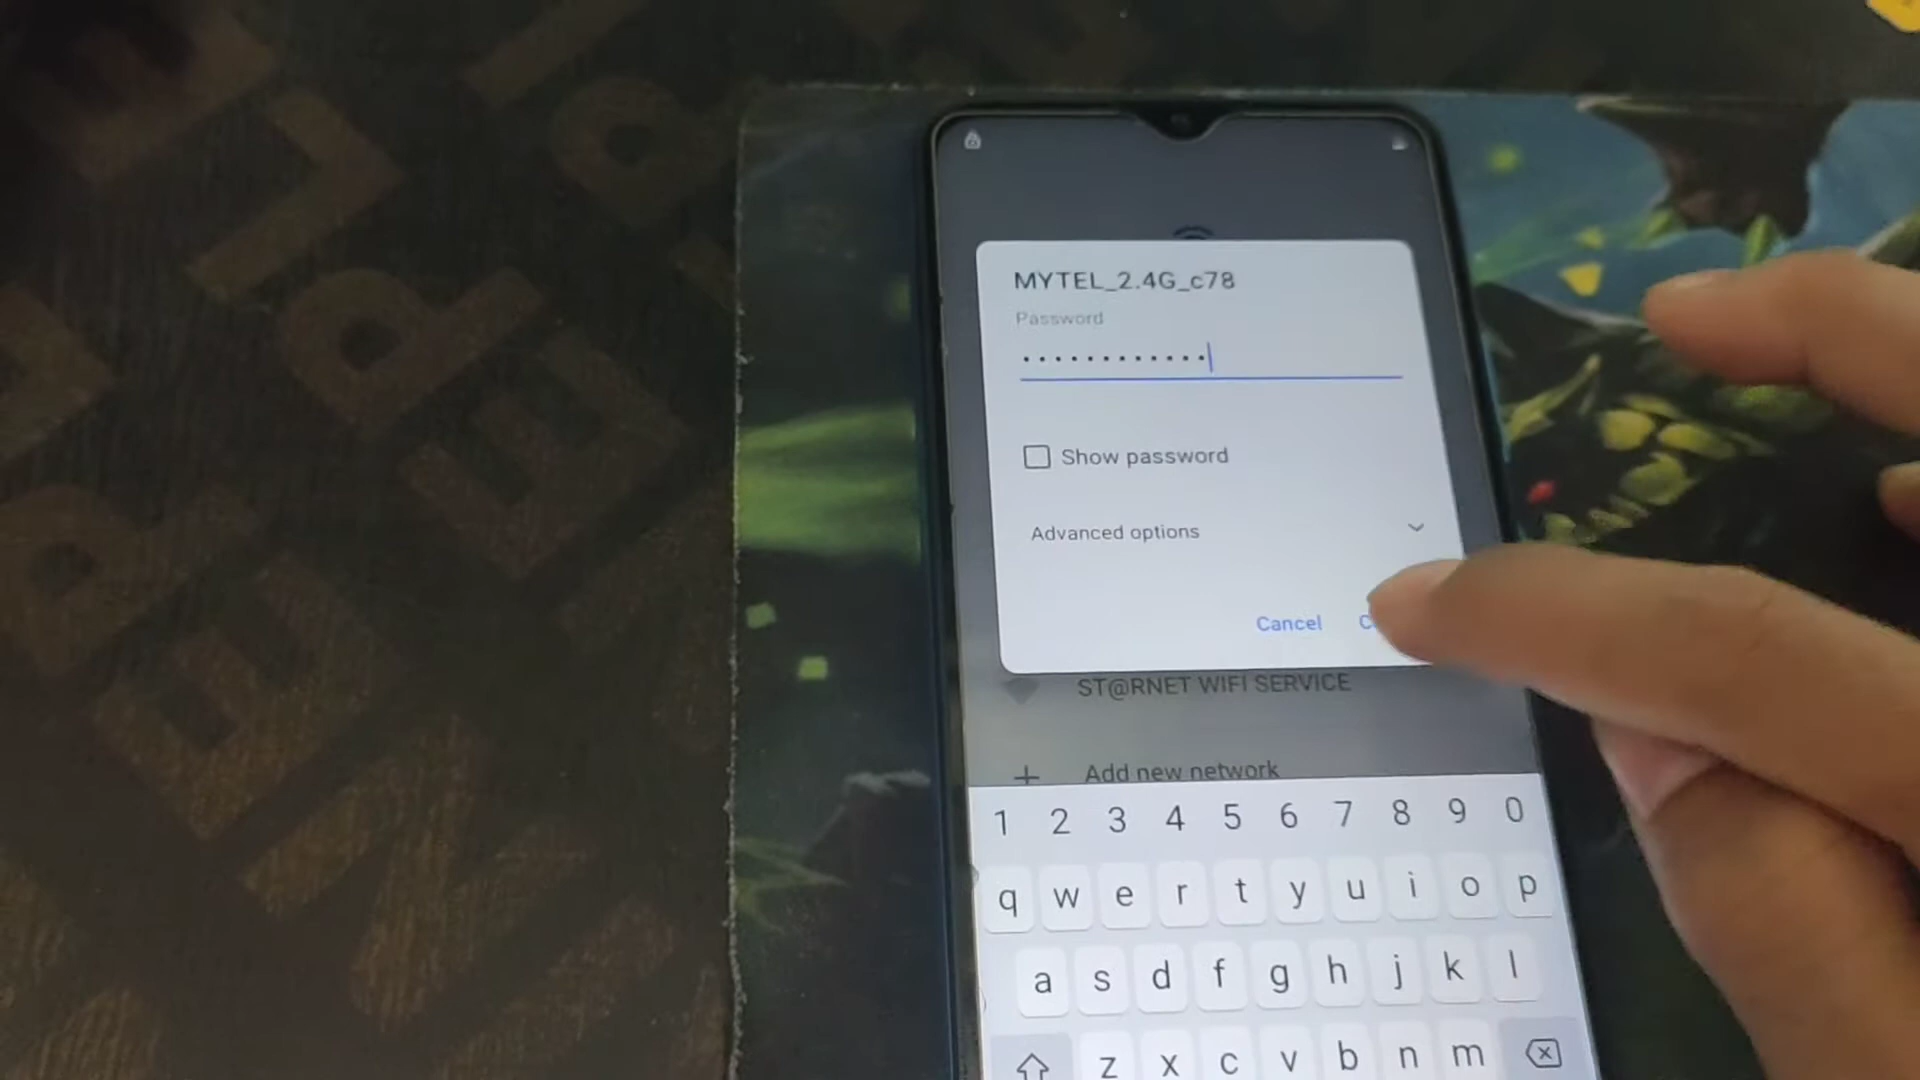 MYTEL_2.4G_c78
Password
Show password
Advanced options
Cancel
ST@RNET WIFI SERVICE
Add new network
1 2 3 4 5 6 7 8 9 0
q w e r t y u i o p
a s d f g h j k l
z x c v b n m